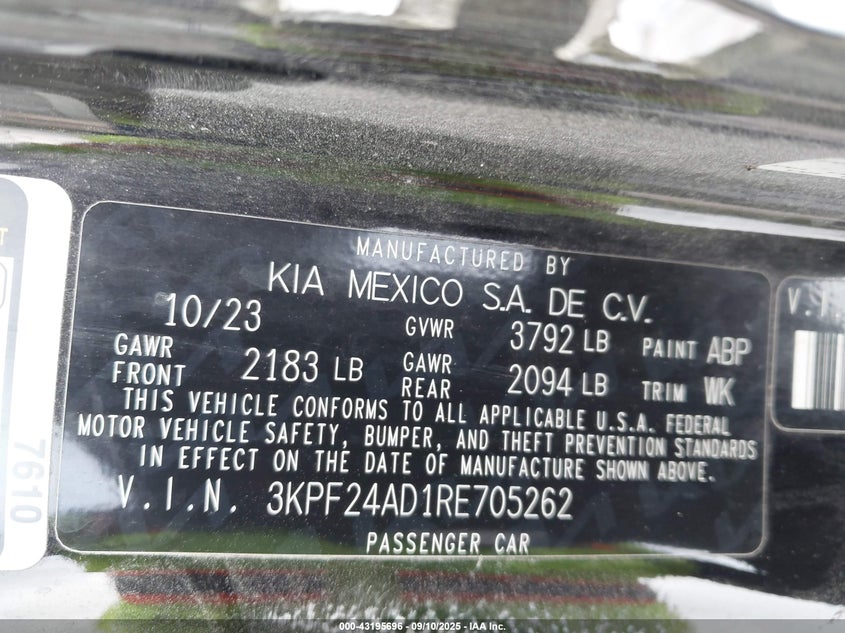 MANUFACTURED BY
KIA MEXICO S.A. DE C.V.
10/23 GVWR 3792 LB PAINT ABP
GAWR FRONT 2183 LB GAWR REAR 2094 LB TRIM WK
THIS VEHICLE CONFORMS TO ALL APPLICABLE U.S.A. FEDERAL
MOTOR VEHICLE SAFETY, BUMPER, AND THEFT PREVENTION STANDARDS
IN EFFECT ON THE DATE OF MANUFACTURE SHOWN ABOVE.
V.I.N. 3KPF24AD1RE705262
PASSENGER CAR
7610
V.I.
000-43195696 - 09/10/2025 - IAA Inc.